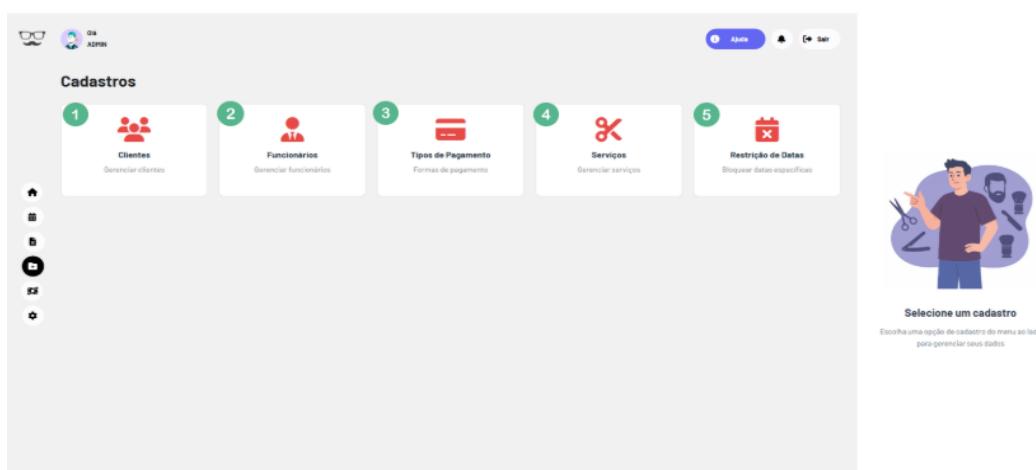 Olá
ADMIN
Ajuda
Sair
Cadastros
1
2
3
4
5
Clientes
Gerenciar clientes
Funcionários
Gerenciar funcionários
Tipos de Pagamento
Formas de pagamento
Serviços
Gerenciar serviços
Restrição de Datas
Bloquear datas específicas
Selecione um cadastro
Escolha uma opção de cadastro do menu ao lad
para gerenciar seus dados